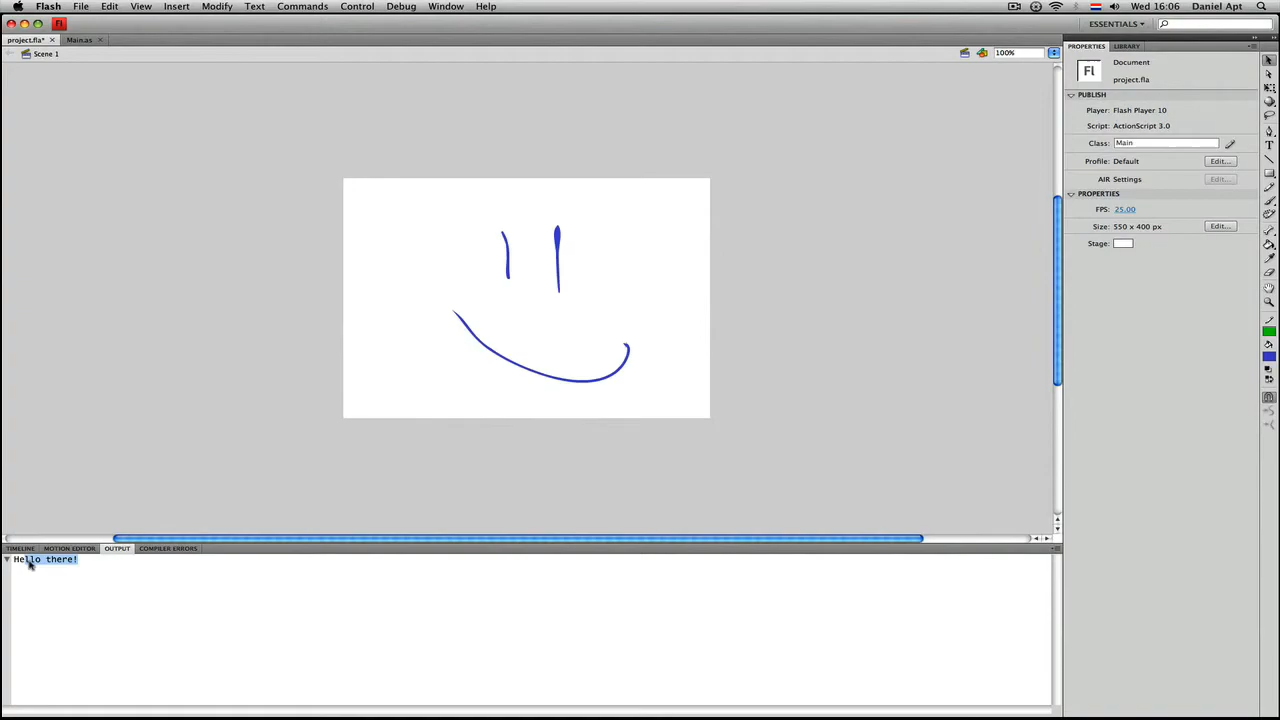 Flash File Edit View Insert Modify Text Commands Control Debug Window Help Wed 16:06 Daniel Apt
Fl ESSENTIALS
project.fla* Main.as
Scene 1 100%
PROPERTIES LIBRARY
Fl Document
project.fla
PUBLISH
Player: Flash Player 10
Script: ActionScript 3.0
Class: Main
Profile: Default Edit...
AIR Settings Edit...
PROPERTIES
FPS: 25.00
Size: 550 x 400 px Edit...
Stage:
TIMELINE MOTION EDITOR OUTPUT COMPILER ERRORS
Hello there!